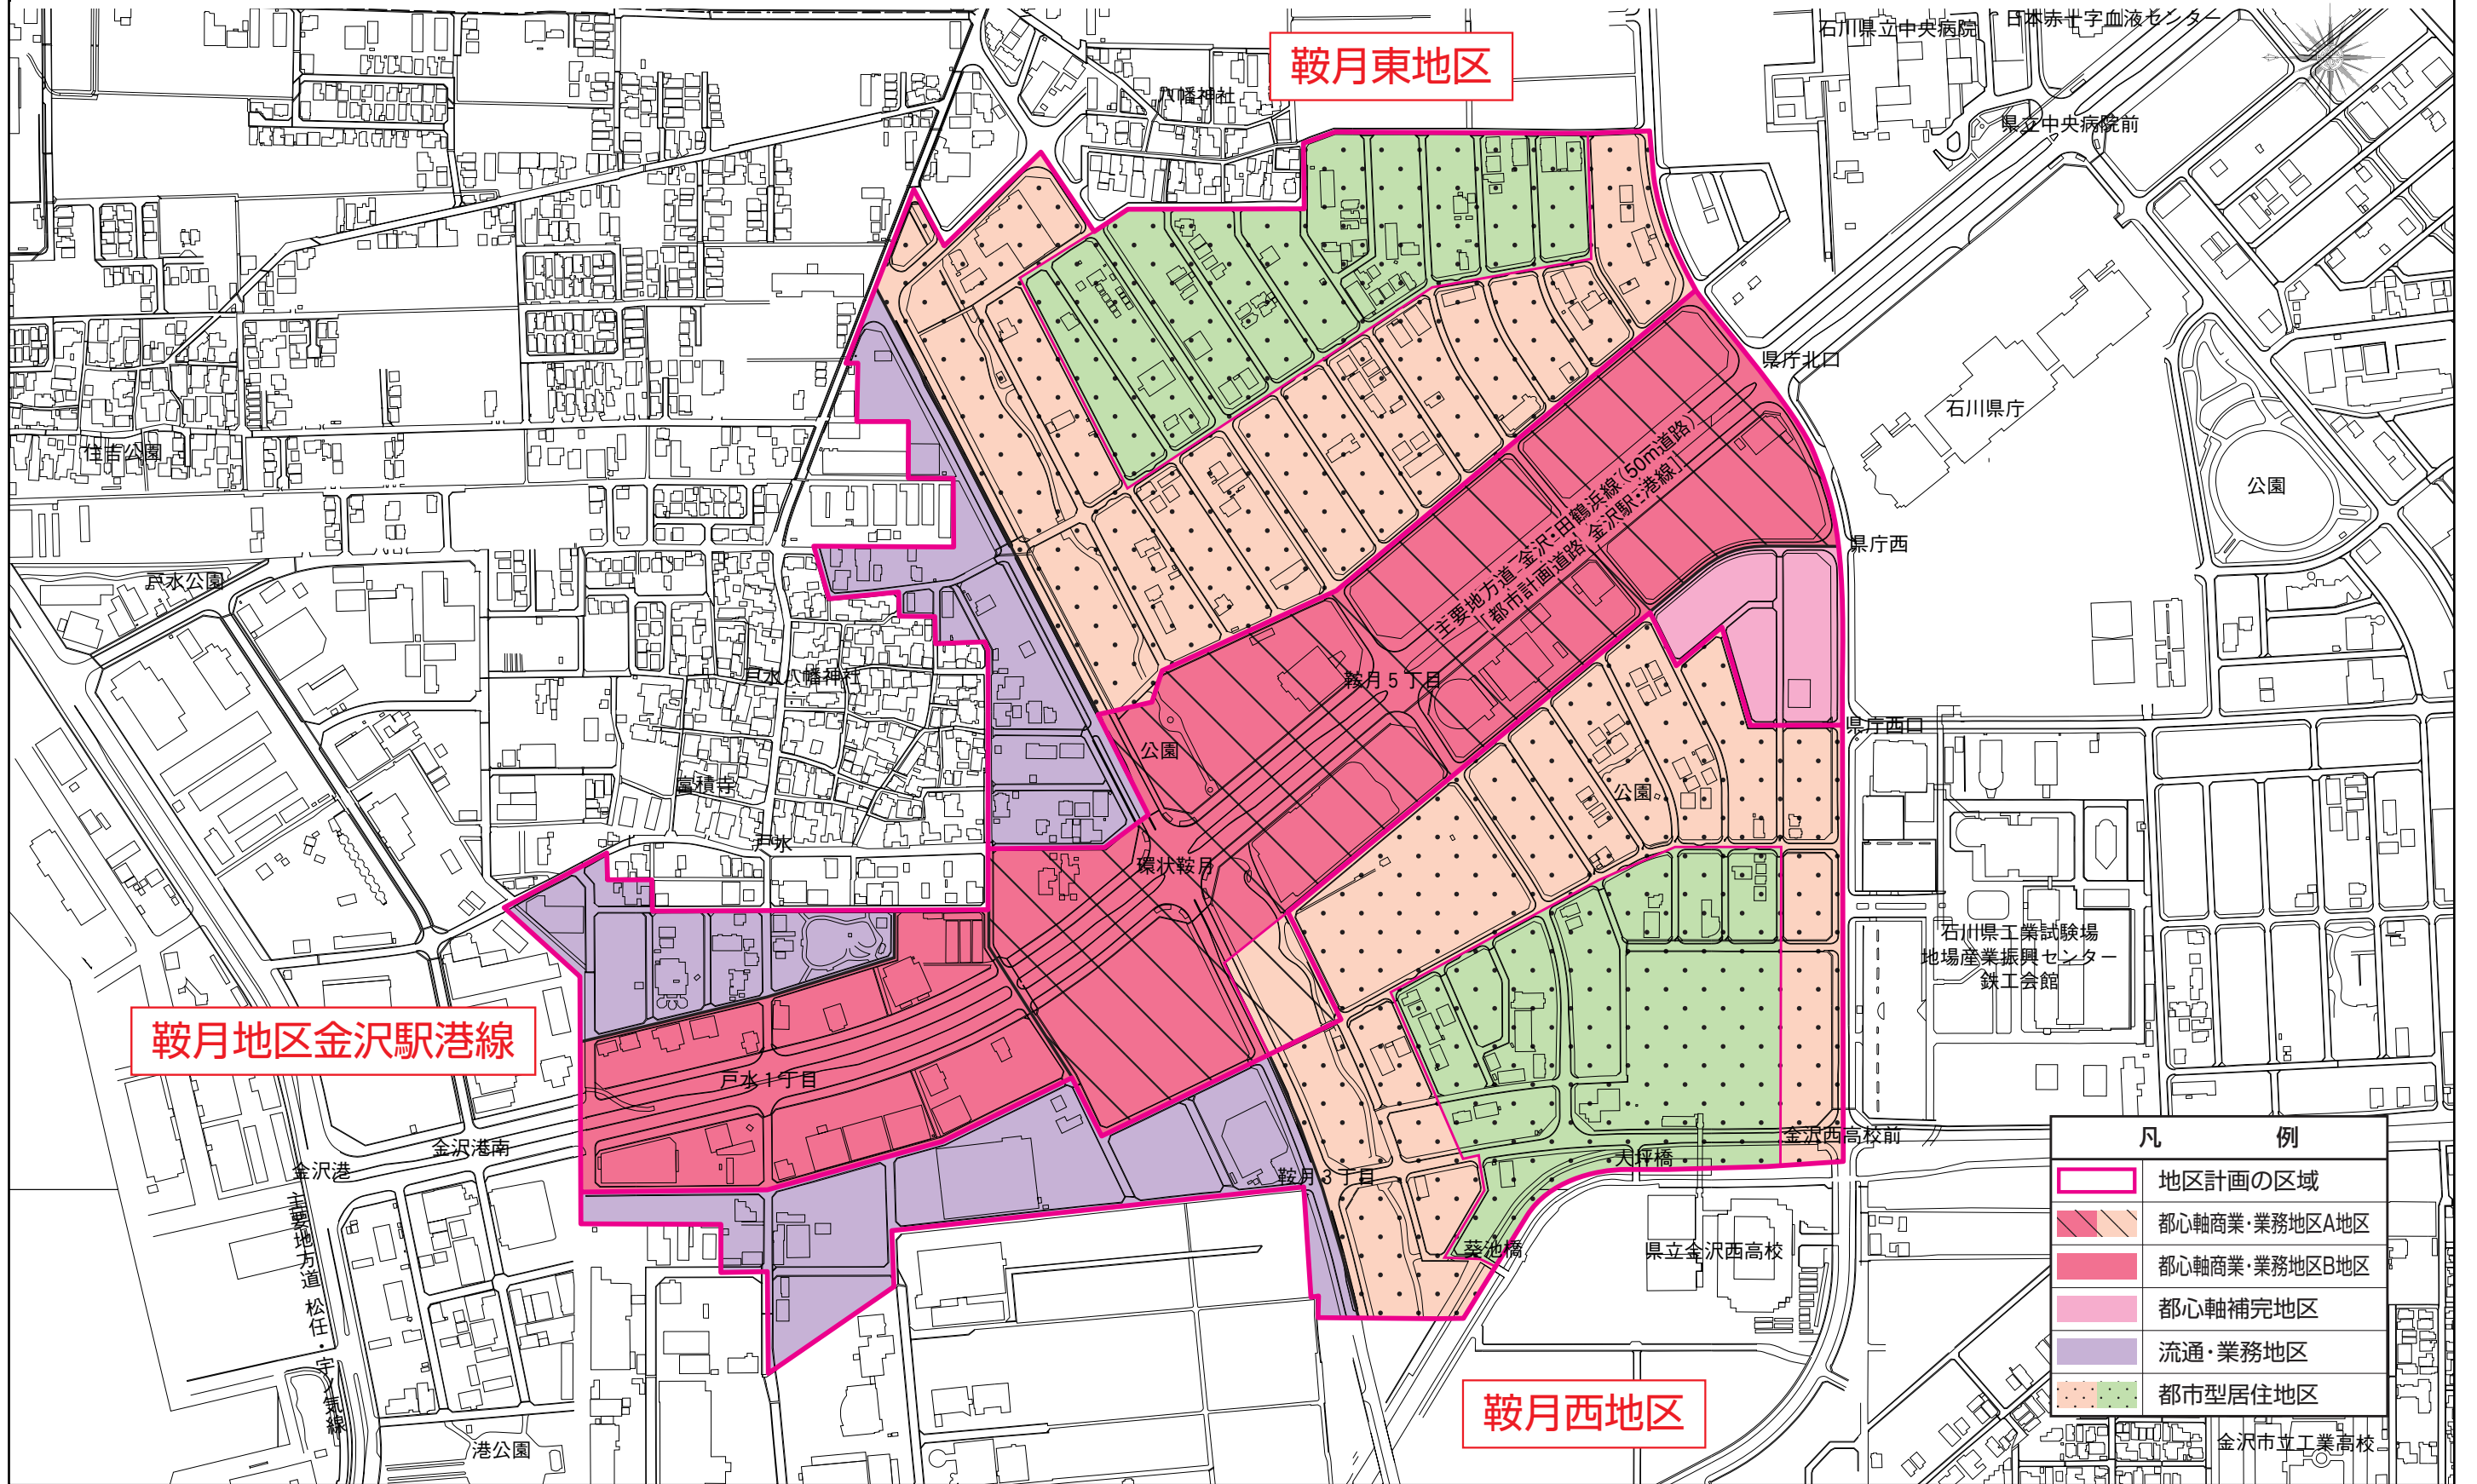 日本赤十字血液センター
石川県立中央病院
鞍月東地区
八幡神社
県立中央病院前
県庁北口
石川県庁
主要地方道 金沢・田鶴浜線(50m道路)
[都市計画道路 金沢駅・港線]
住吉公園
公園
県庁西
戸水公園
戸水八幡神社
鞍月5丁目
県庁西口
公園
富積寺
公園
戸水
環状鞍月
石川県工業試験場
地場産業振興センター
鉄工会館
鞍月地区金沢駅港線
戸水1丁目
金沢港南
金沢港
金沢西高校前
大坪橋
鞍月3丁目
葵池橋
県立金沢西高校
主要地方道 松任・宇ノ気線
鞍月西地区
港公園
金沢市立工業高校
凡 例
地区計画の区域
都心軸商業・業務地区A地区
都心軸商業・業務地区B地区
都心軸補完地区
流通・業務地区
都市型居住地区